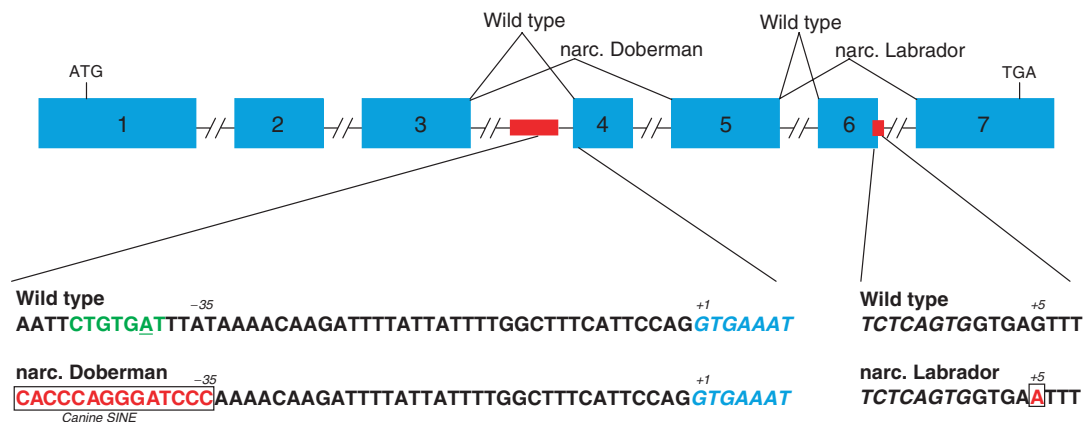 Wild type
Wild type
narc. Doberman
narc. Labrador
ATG
TGA
1 2 3 4 5 6 7
Wild type
–35
+1
AATTCTGTGATTTATAAAACAAGATTTTATTATTTTGGCTTTCATTCCAGGTGAAAT
narc. Doberman
–35
+1
CACCCAGGGATCCCAAAACAAGATTTTATTATTTTGGCTTTCATTCCAGGTGAAAT
Canine SINE
Wild type
+5
TCTCAGTGGTGAGTTT
narc. Labrador
+5
TCTCAGTGGTGAATTT